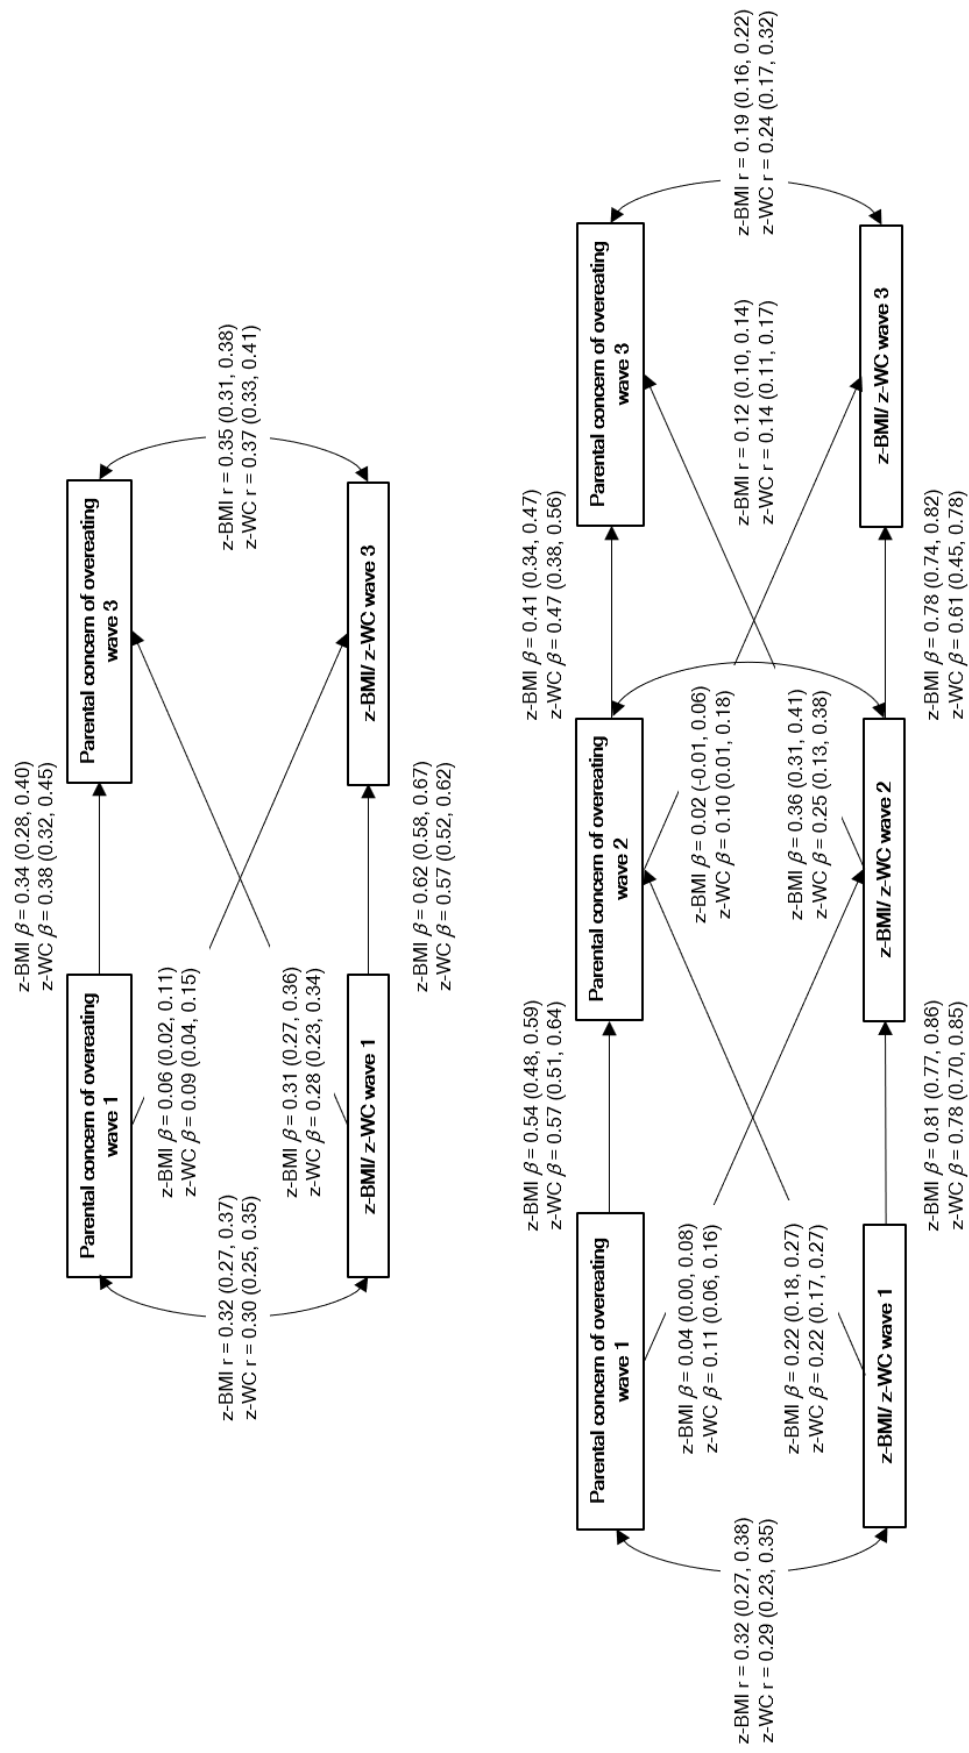 z-BMI β = 0.34 (0.28, 0.40)
z-WC β = 0.38 (0.32, 0.45)
Parental concern of overeating
wave 1
Parental concern of overeating
wave 3
z-BMI β = 0.06 (0.02, 0.11)
z-WC β = 0.09 (0.04, 0.15)
z-BMI r = 0.32 (0.27, 0.37)
z-WC r = 0.30 (0.25, 0.35)
z-BMI r = 0.35 (0.31, 0.38)
z-WC r = 0.37 (0.33, 0.41)
z-BMI β = 0.31 (0.27, 0.36)
z-WC β = 0.28 (0.23, 0.34)
z-BMI/ z-WC wave 1
z-BMI/ z-WC wave 3
z-BMI β = 0.62 (0.58, 0.67)
z-WC β = 0.57 (0.52, 0.62)
z-BMI β = 0.54 (0.48, 0.59)
z-WC β = 0.57 (0.51, 0.64)
z-BMI β = 0.41 (0.34, 0.47)
z-WC β = 0.47 (0.38, 0.56)
Parental concern of overeating
wave 1
Parental concern of overeating
wave 2
Parental concern of overeating
wave 3
z-BMI β = 0.04 (0.00, 0.08)
z-WC β = 0.11 (0.06, 0.16)
z-BMI β = 0.02 (-0.01, 0.06)
z-WC β = 0.10 (0.01, 0.18)
z-BMI r = 0.32 (0.27, 0.38)
z-WC r = 0.29 (0.23, 0.35)
z-BMI r = 0.12 (0.10, 0.14)
z-WC r = 0.14 (0.11, 0.17)
z-BMI r = 0.19 (0.16, 0.22)
z-WC r = 0.24 (0.17, 0.32)
z-BMI β = 0.22 (0.18, 0.27)
z-WC β = 0.22 (0.17, 0.27)
z-BMI β = 0.36 (0.31, 0.41)
z-WC β = 0.25 (0.13, 0.38)
z-BMI/ z-WC wave 1
z-BMI/ z-WC wave 2
z-BMI/ z-WC wave 3
z-BMI β = 0.81 (0.77, 0.86)
z-WC β = 0.78 (0.70, 0.85)
z-BMI β = 0.78 (0.74, 0.82)
z-WC β = 0.61 (0.45, 0.78)